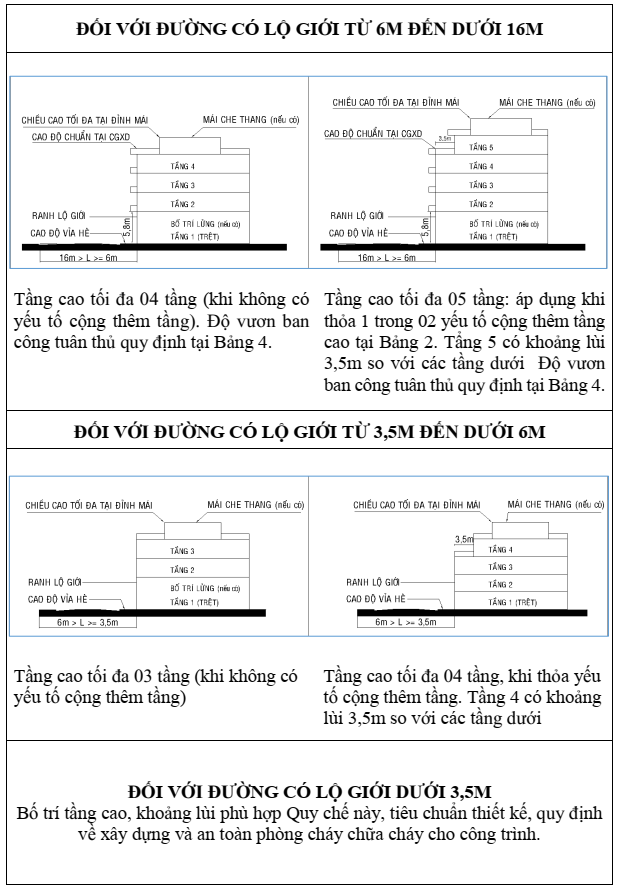 ĐỐI VỚI ĐƯỜNG CÓ LỘ GIỚI TỪ 6M ĐẾN DƯỚI 16M
CHIỀU CAO TỐI ĐA TẠI ĐỈNH MÁI
MÁI CHE THANG (nếu có)
CAO ĐỘ CHUẨN TẠI CGXD
TẦNG 4
TẦNG 3
TẦNG 2
RANH LỘ GIỚI
BỐ TRÍ LỬNG (nếu có)
CAO ĐỘ VỈA HÈ
5,8m
TẦNG 1 (TRỆT)
16m > L >= 6m
CHIỀU CAO TỐI ĐA TẠI ĐỈNH MÁI
MÁI CHE THANG (nếu có)
CAO ĐỘ CHUẨN TẠI CGXD
3,5m
TẦNG 5
TẦNG 4
TẦNG 3
TẦNG 2
RANH LỘ GIỚI
BỐ TRÍ LỬNG (nếu có)
CAO ĐỘ VỈA HÈ
5,8m
TẦNG 1 (TRỆT)
16m > L >= 6m
Tầng cao tối đa 04 tầng (khi không có
yếu tố cộng thêm tầng). Độ vươn ban
công tuân thủ quy định tại Bảng 4.
Tầng cao tối đa 05 tầng: áp dụng khi
thỏa 1 trong 02 yếu tố cộng thêm tầng
cao tại Bảng 2. Tầng 5 có khoảng lùi
3,5m so với các tầng dưới Độ vươn
ban công tuân thủ quy định tại Bảng 4.
ĐỐI VỚI ĐƯỜNG CÓ LỘ GIỚI TỪ 3,5M ĐẾN DƯỚI 6M
CHIỀU CAO TỐI ĐA TẠI ĐỈNH MÁI
MÁI CHE THANG (nếu có)
TẦNG 3
TẦNG 2
RANH LỘ GIỚI
BỐ TRÍ LỬNG (nếu có)
CAO ĐỘ VỈA HÈ
TẦNG 1 (TRỆT)
6m > L >= 3,5m
CHIỀU CAO TỐI ĐA TẠI ĐỈNH MÁI
MÁI CHE THANG (nếu có)
3,5m
TẦNG 4
TẦNG 3
RANH LỘ GIỚI
TẦNG 2
CAO ĐỘ VỈA HÈ
TẦNG 1 (TRỆT)
6m > L >= 3,5m
Tầng cao tối đa 03 tầng (khi không có
yếu tố cộng thêm tầng)
Tầng cao tối đa 04 tầng, khi thỏa yếu
tố cộng thêm tầng. Tầng 4 có khoảng
lùi 3,5m so với các tầng dưới
ĐỐI VỚI ĐƯỜNG CÓ LỘ GIỚI DƯỚI 3,5M
Bố trí tầng cao, khoảng lùi phù hợp Quy chế này, tiêu chuẩn thiết kế, quy định
về xây dựng và an toàn phòng cháy chữa cháy cho công trình.